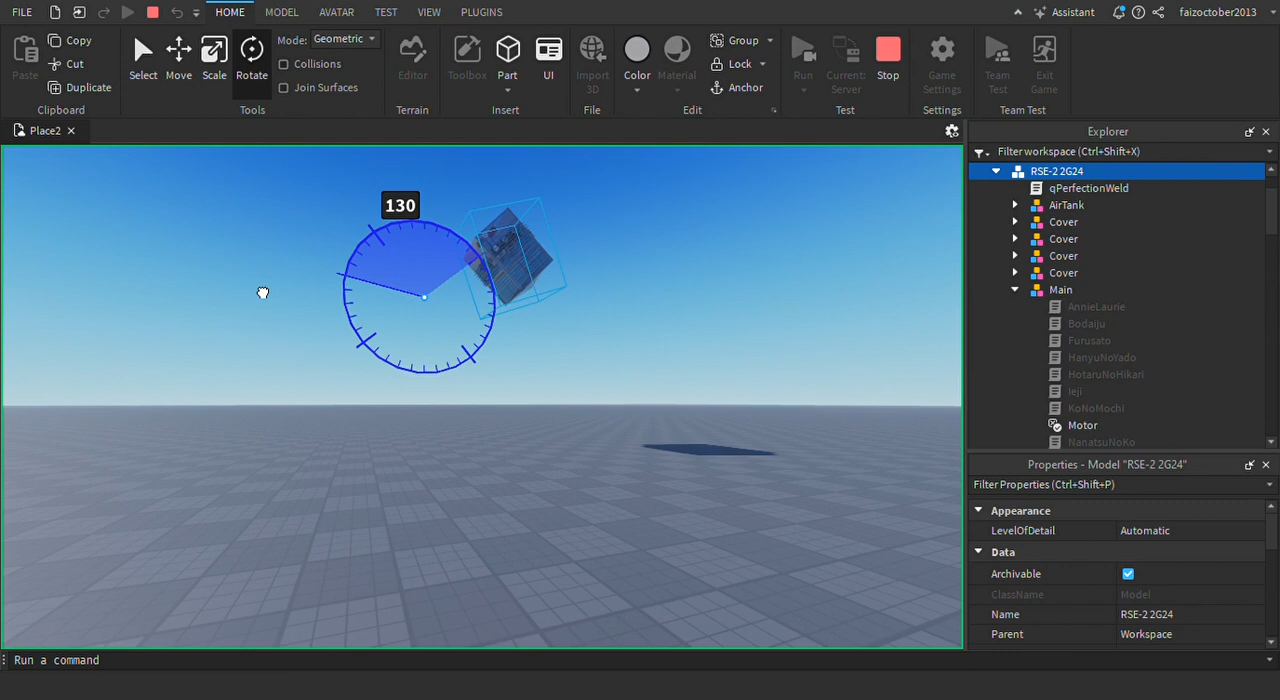 FILE HOME MODEL AVATAR TEST VIEW PLUGINS Assistant faizoctober2013
Paste Copy Cut Duplicate Clipboard
Select Move Scale Rotate Mode: Geometric Collisions Join Surfaces Tools
Editor Terrain
Toolbox Part UI Insert
Import 3D File
Color Material Group Lock Anchor Edit
Run Current: Server Stop Test
Game Settings Settings
Team Test Exit Game Team Test
Place2
130
Explorer
Filter workspace (Ctrl+Shift+X)
RSE-2 2G24
qPerfectionWeld
AirTank
Cover
Cover
Cover
Cover
Main
AnnieLaurie
Bodaiju
Furusato
HanyuNoYado
HotaruNoHikari
Ieji
KoNoMochi
Motor
NanatsuNoKo
Properties - Model "RSE-2 2G24"
Filter Properties (Ctrl+Shift+P)
Appearance
LevelOfDetail Automatic
Data
Archivable
ClassName Model
Name RSE-2 2G24
Parent Workspace
Run a command